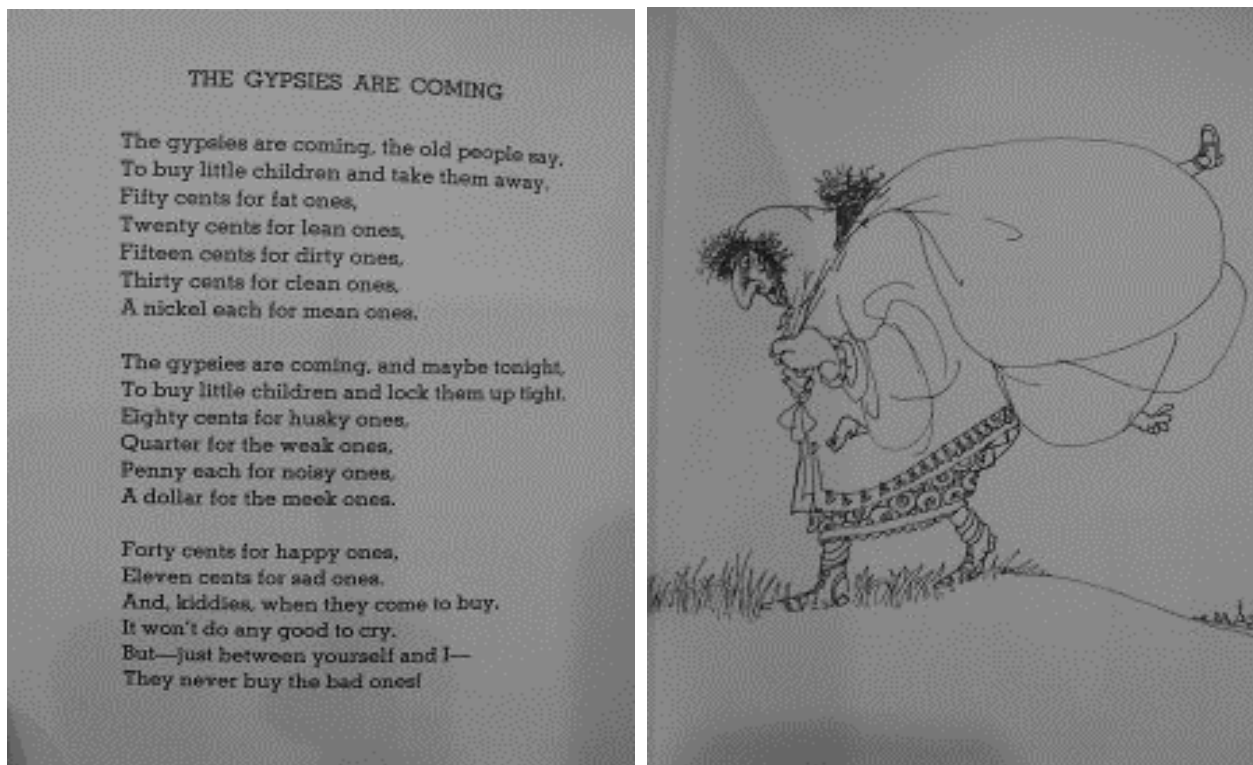 THE GYPSIES ARE COMING
The gypsies are coming, the old people say,
To buy little children and take them away.
Fifty cents for fat ones,
Twenty cents for lean ones,
Fifteen cents for dirty ones,
Thirty cents for clean ones,
A nickel each for mean ones.
The gypsies are coming, and maybe tonight,
To buy little children and lock them up tight.
Eighty cents for husky ones,
Quarter for the weak ones,
Penny each for noisy ones,
A dollar for the meek ones.
Forty cents for happy ones,
Eleven cents for sad ones.
And, kiddies, when they come to buy,
It won't do any good to cry.
But—just between yourself and I—
They never buy the bad ones!